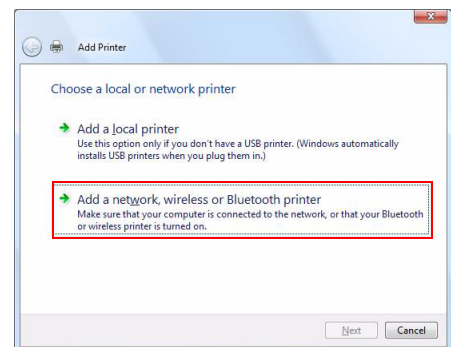 Add Printer
Choose a local or network printer
Add a local printer
Use this option only if you don't have a USB printer. (Windows automatically
installs USB printers when you plug them in.)
Add a network, wireless or Bluetooth printer
Make sure that your computer is connected to the network, or that your Bluetooth
or wireless printer is turned on.
Next Cancel